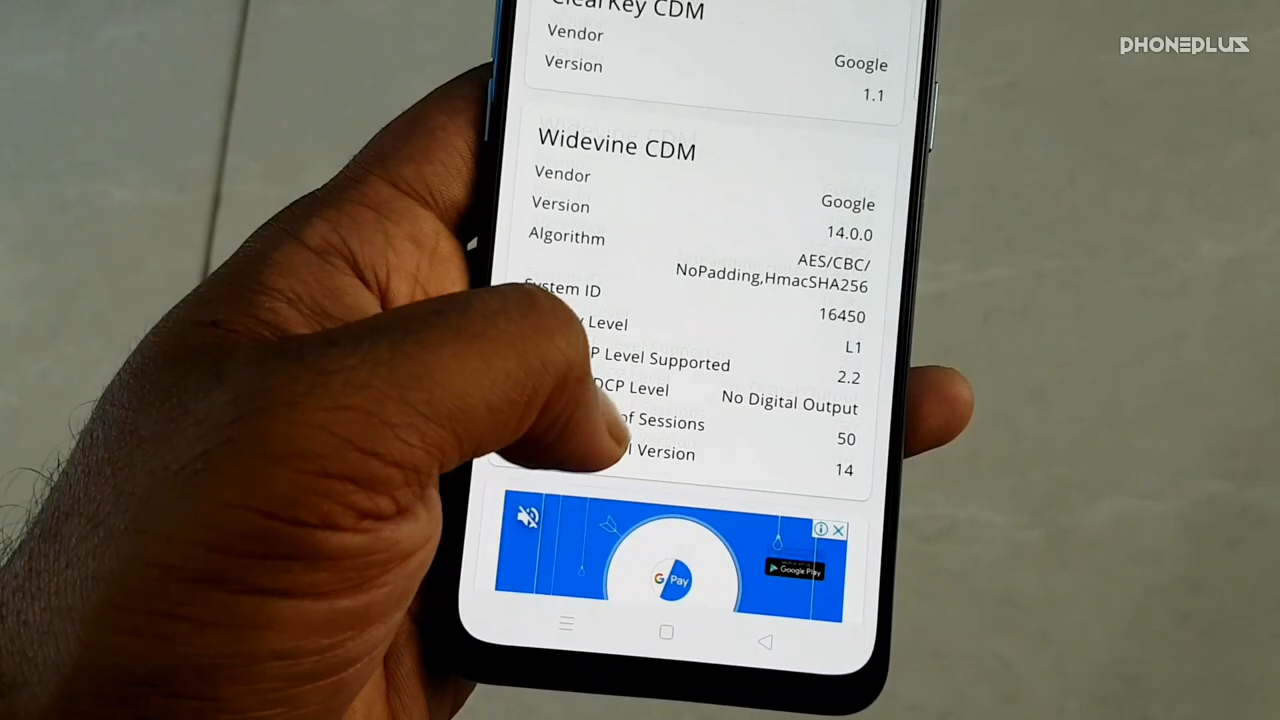 PHONEPLUS
ClearKey CDM
Vendor Google
Version 1.1
Widevine CDM
Vendor Google
Version 14.0.0
Algorithm AES/CBC/
NoPadding,HmacSHA256
System ID 16450
Level L1
P Level Supported 2.2
DCP Level No Digital Output
of Sessions 50
Version 14
G Pay
Google Play